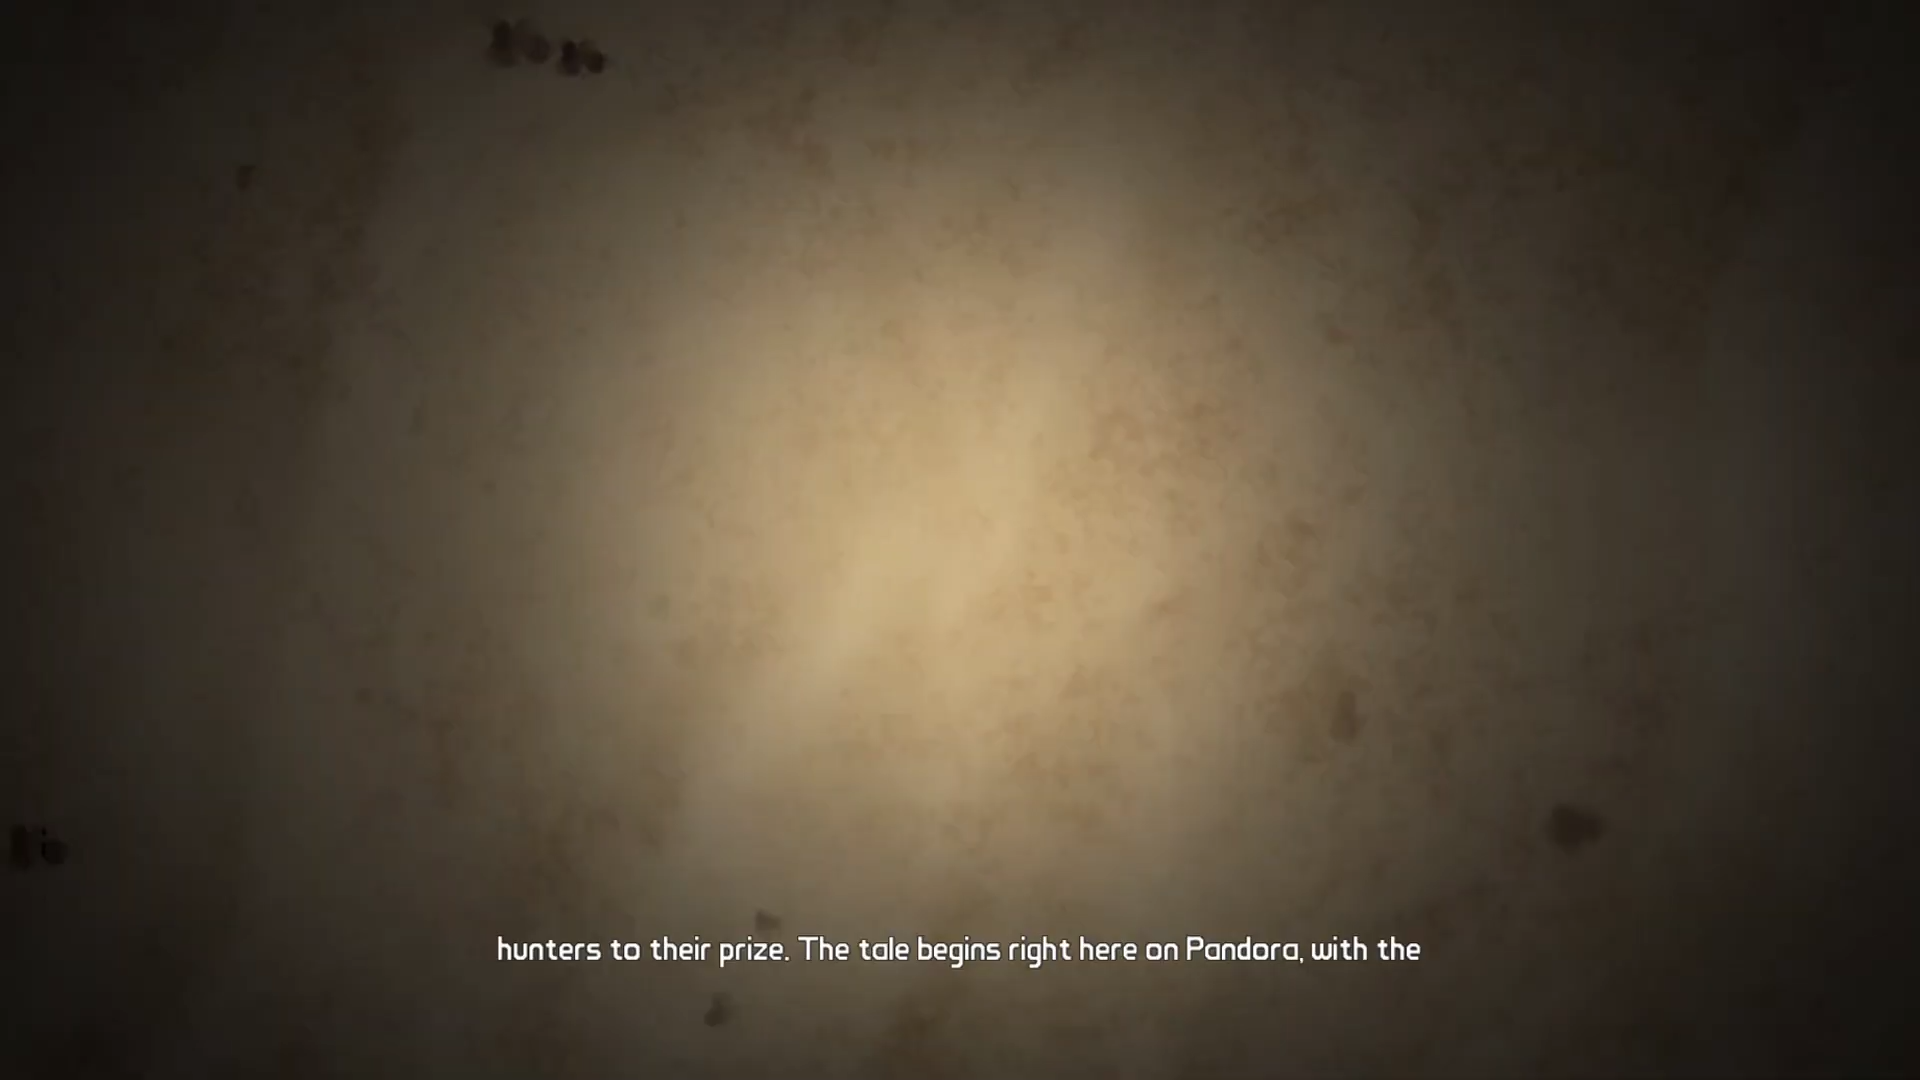 hunters to their prize. The tale begins right here on Pandora, with the